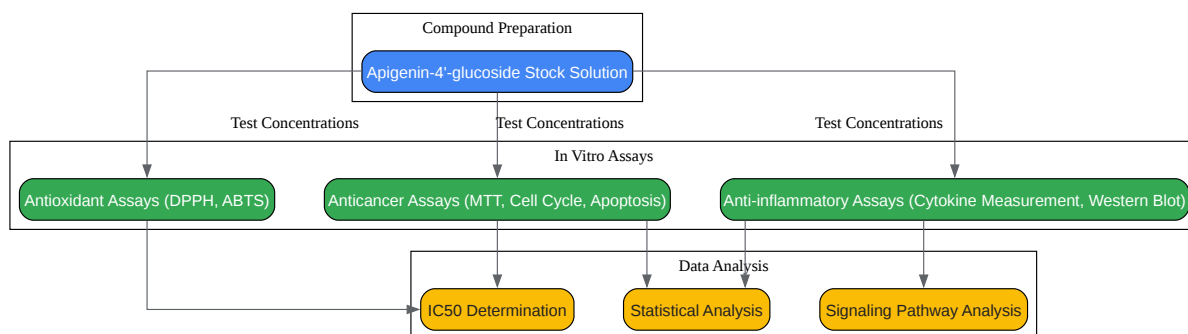 Compound Preparation
Apigenin-4'-glucoside Stock Solution
Test Concentrations
Test Concentrations
Test Concentrations
In Vitro Assays
Antioxidant Assays (DPPH, ABTS)
Anticancer Assays (MTT, Cell Cycle, Apoptosis)
Anti-inflammatory Assays (Cytokine Measurement, Western Blot)
Data Analysis
IC50 Determination
Statistical Analysis
Signaling Pathway Analysis